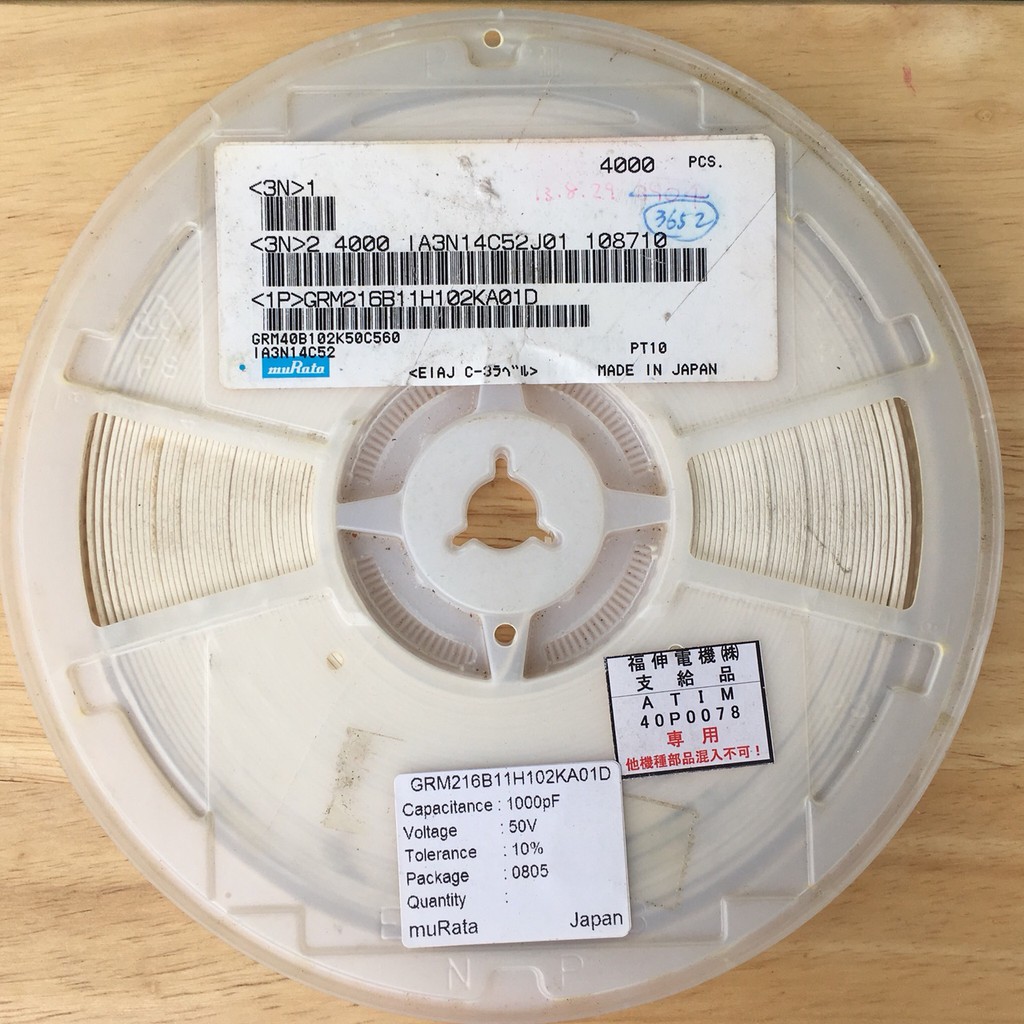 4000 PCS.
<3N>1
13.8.29
3652
<3N>2 4000 IA3N14C52J01 108710
<1P>GRM216B11H102KA01D
GRM40B102K50C560
IA3N14C52
PT10
muRata
<EIAJ C-3ﾗﾍﾞﾙ>
MADE IN JAPAN
福伸電機㈱
支給品
ATIM
40P0078
専用
他機種部品混入不可!
GRM216B11H102KA01D
Capacitance : 1000pF
Voltage : 50V
Tolerance : 10%
Package : 0805
Quantity :
muRata Japan
N P